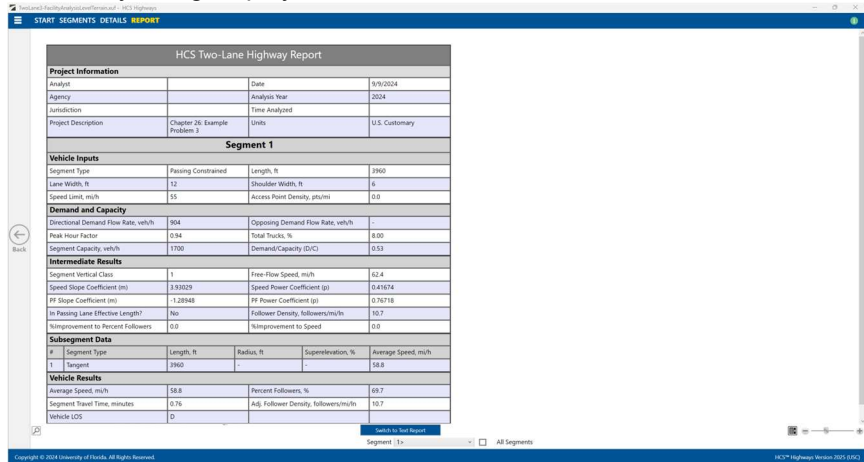 TwoLane3-FacilityAnalysisLevelTerrain.xuf - HCS Highways
START SEGMENTS DETAILS REPORT
HCS Two-Lane Highway Report
Project Information
Analyst Date 9/9/2024
Agency Analysis Year 2024
Jurisdiction Time Analyzed
Project Description Chapter 26: Example Problem 3 Units U.S. Customary
Segment 1
Vehicle Inputs
Segment Type Passing Constrained Length, ft 3960
Lane Width, ft 12 Shoulder Width, ft 6
Speed Limit, mi/h 55 Access Point Density, pts/mi 0.0
Demand and Capacity
Directional Demand Flow Rate, veh/h 904 Opposing Demand Flow Rate, veh/h -
Peak Hour Factor 0.94 Total Trucks, % 8.00
Segment Capacity, veh/h 1700 Demand/Capacity (D/C) 0.53
Intermediate Results
Segment Vertical Class 1 Free-Flow Speed, mi/h 62.4
Speed Slope Coefficient (m) 3.93029 Speed Power Coefficient (p) 0.41674
PF Slope Coefficient (m) -1.28948 PF Power Coefficient (p) 0.76718
In Passing Lane Effective Length? No Follower Density, followers/mi/ln 10.7
%Improvement to Percent Followers 0.0 %Improvement to Speed 0.0
Subsegment Data
# Segment Type Length, ft Radius, ft Superelevation, % Average Speed, mi/h
1 Tangent 3960 - - 58.8
Vehicle Results
Average Speed, mi/h 58.8 Percent Followers, % 69.7
Segment Travel Time, minutes 0.76 Adj. Follower Density, followers/mi/ln 10.7
Vehicle LOS D
Back
Switch to Text Report
Segment 1> All Segments
Copyright © 2024 University of Florida. All Rights Reserved.
HCS™ Highways Version 2025 (USC)